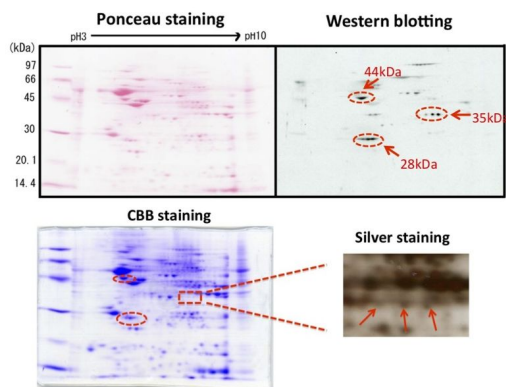 Ponceau staining
Western blotting
(kDa)
pH3
pH10
97
66
45
30
20.1
14.4
44kDa
35kDa
28kDa
CBB staining
Silver staining